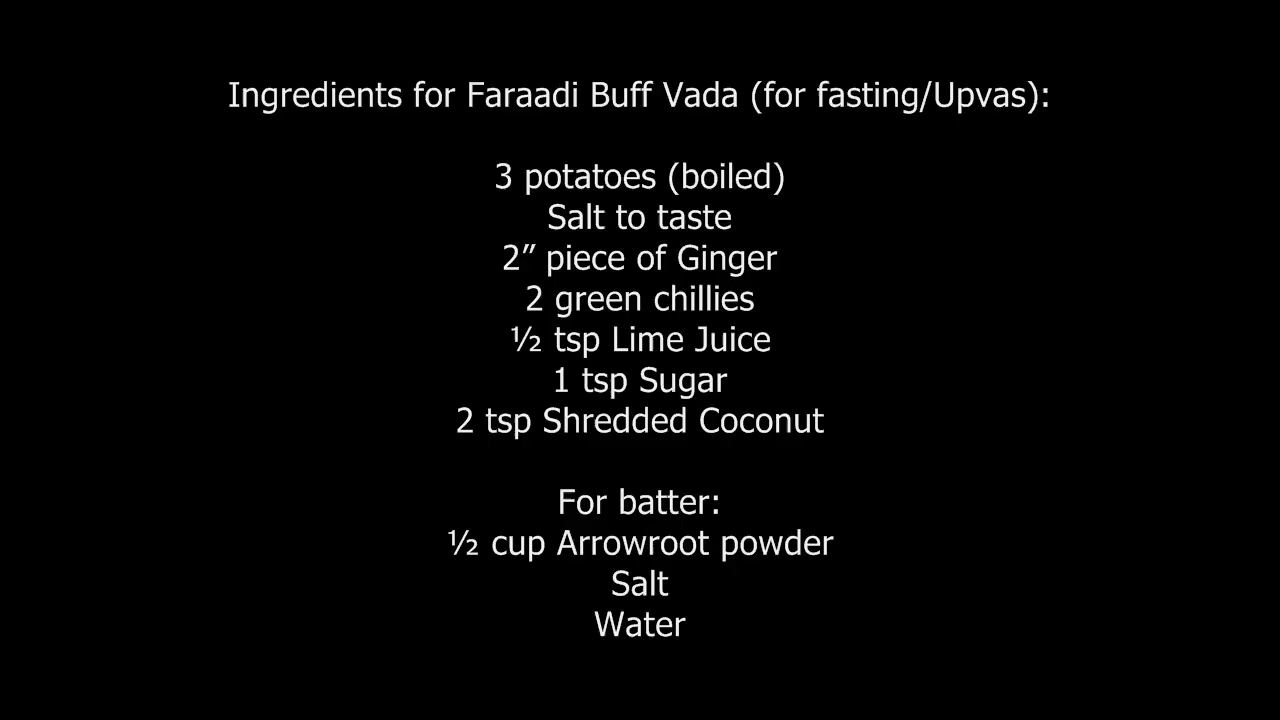 Ingredients for Faraadi Buff Vada (for fasting/Upvas):
3 potatoes (boiled)
Salt to taste
2” piece of Ginger
2 green chillies
½ tsp Lime Juice
1 tsp Sugar
2 tsp Shredded Coconut
For batter:
½ cup Arrowroot powder
Salt
Water